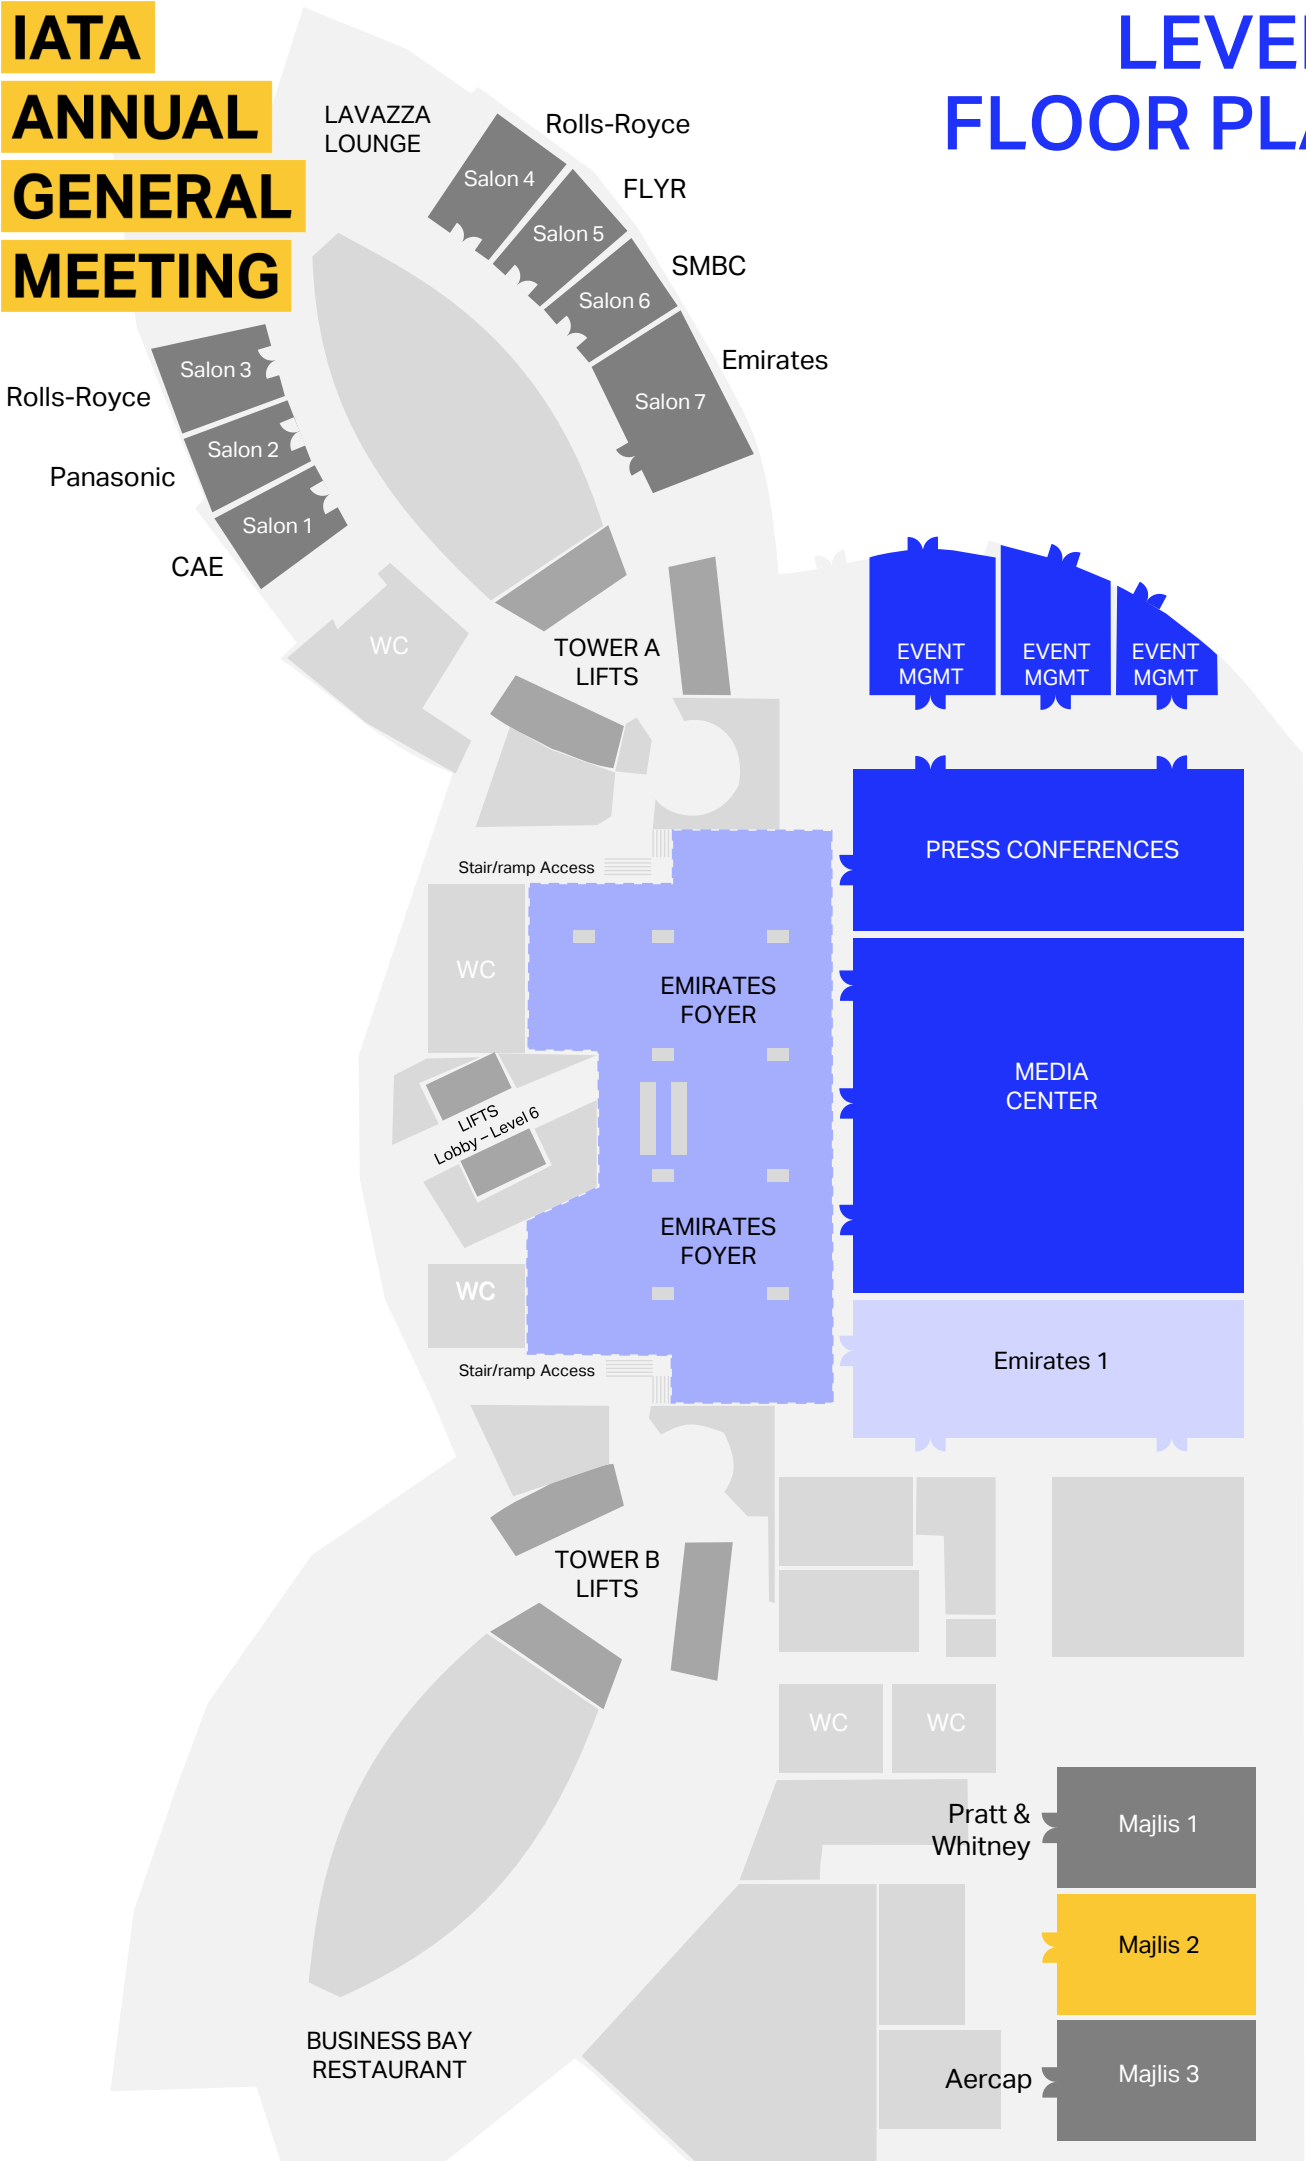 IATA
ANNUAL
GENERAL
MEETING
FLOOR
LAVAZZA
LOUNGE
Rolls-Royce
Salon 4
FLYR
Salon 5
SMBC
Salon 6
Emirates
Salon 7
Salon 3
Rolls-Royce
Salon 2
Panasonic
Salon 1
CAE
WC
TOWER A
LIFTS
EVENT
MGMT
EVENT
MGMT
EVENT
MGMT
PRESS CONFERENCES
Stair/ramp Access
WC
EMIRATES
FOYER
MEDIA
CENTER
LIFTS
Lobby – Level 6
EMIRATES
FOYER
WC
Emirates 1
Stair/ramp Access
TOWER B
LIFTS
WC
WC
Pratt &
Whitney
Majlis 1
Majlis 2
Aercap
Majlis 3
BUSINESS BAY
RESTAURANT